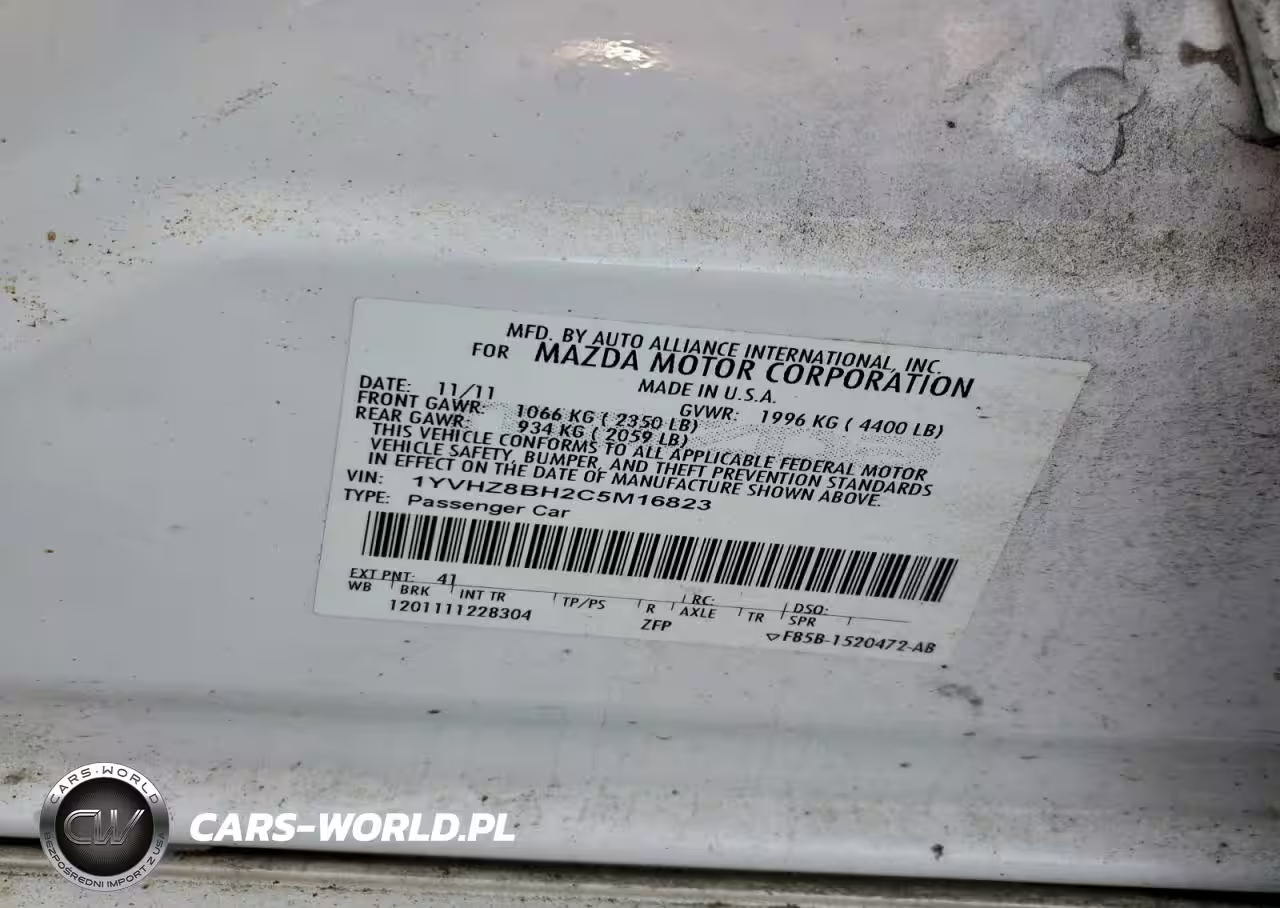 MFD. BY AUTO ALLIANCE INTERNATIONAL, INC.
FOR MAZDA MOTOR CORPORATION
MADE IN U.S.A.
DATE: 11/11 GVWR: 1996 KG ( 4400 LB)
FRONT GAWR: 1066 KG ( 2350 LB)
REAR GAWR: 934 KG ( 2059 LB)
THIS VEHICLE CONFORMS TO ALL APPLICABLE FEDERAL MOTOR
VEHICLE SAFETY, BUMPER, AND THEFT PREVENTION STANDARDS
IN EFFECT ON THE DATE OF MANUFACTURE SHOWN ABOVE.
VIN: 1YVHZ8BH2C5M16823
TYPE: Passenger Car
EXT PNT: 41 RC: DSO:
WB BRK INT TR TP/PS R AXLE TR SPR
1201111228304 ZFP F85B-1520472-AB
CARS-WORLD
CW
BEZPOŚREDNI IMPORT Z USA
CARS-WORLD.PL